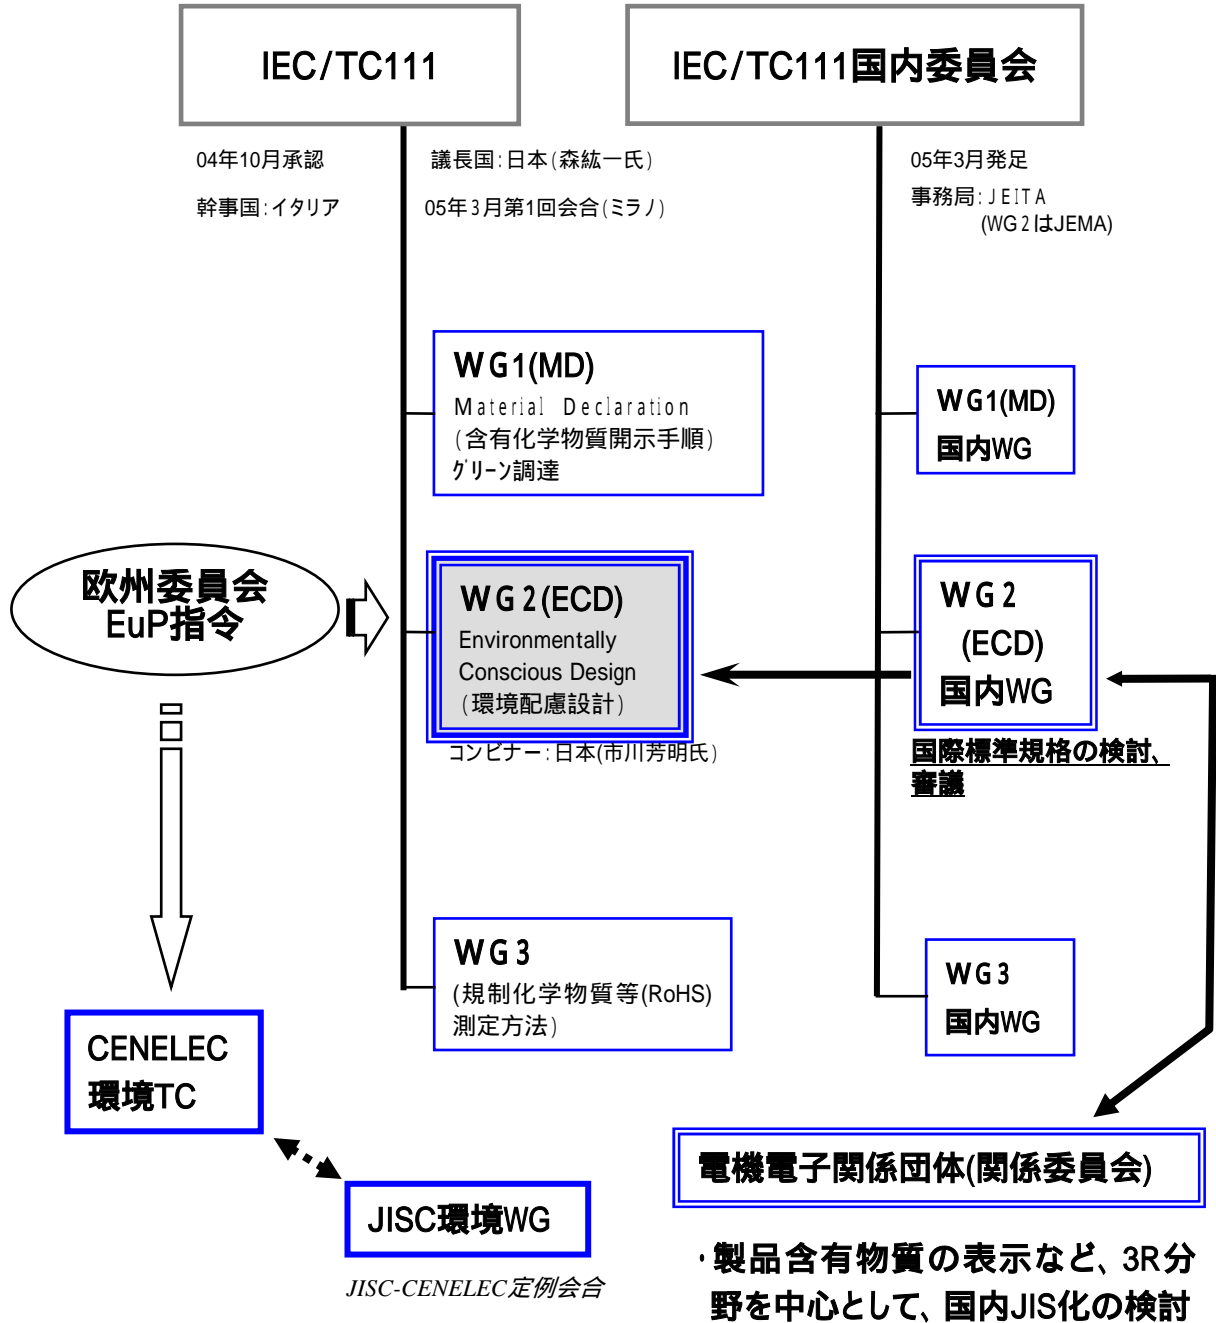 IEC/TC111
IEC/TC111国内委員会
04年10月承認
幹事国:イタリア
議長国:日本(森紘一氏)
05年3月第1回会合(ミラノ)
05年3月発足
事務局:JEITA
(WG2はJEMA)
WG1(MD)
Material Declaration
(含有化学物質開示手順)
グリーン調達
WG1(MD)
国内WG
欧州委員会
EuP指令
WG2(ECD)
Environmentally
Conscious Design
(環境配慮設計)
コンビナー:日本(市川芳明氏)
WG2
(ECD)
国内WG
国際標準規格の検討、
審議
WG3
(規制化学物質等(RoHS)
測定方法)
WG3
国内WG
CENELEC
環境TC
JISC環境WG
JISC-CENELEC定例会合
電機電子関係団体(関係委員会)
・製品含有物質の表示など、3R分
野を中心として、国内JIS化の検討